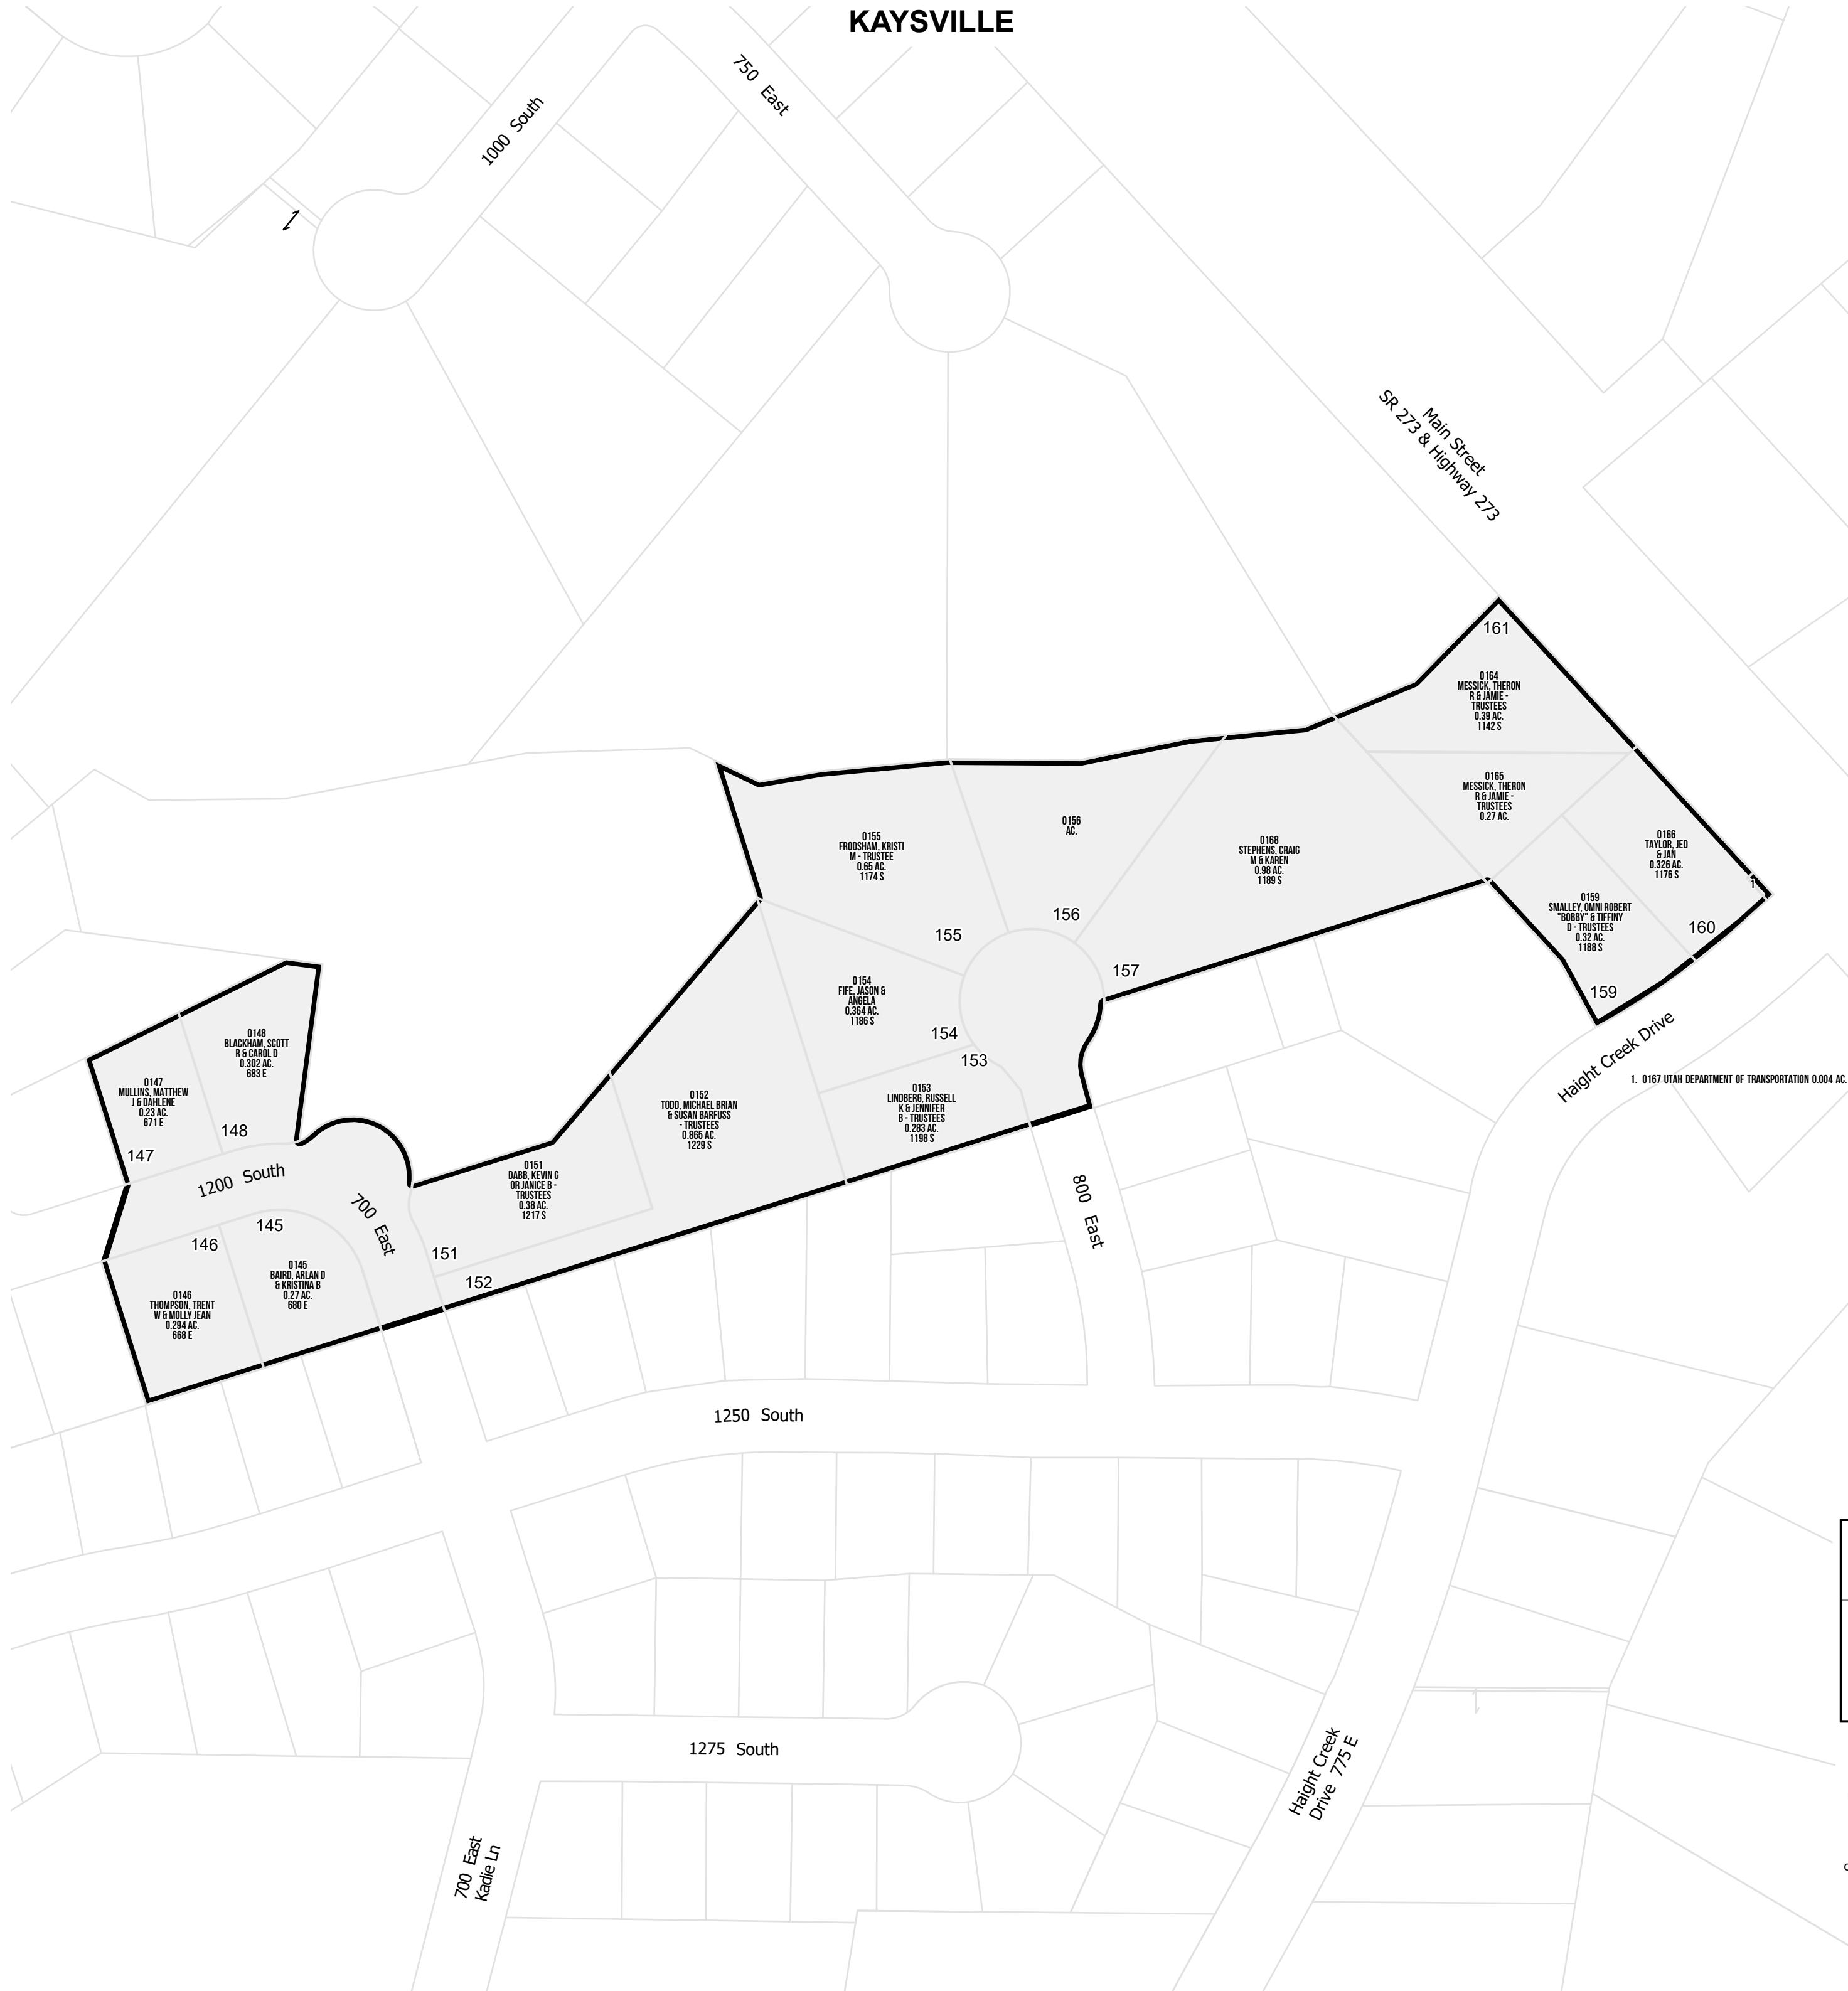 KAYSVILLE
750 East
1000 South
1
Main Street
SR 273 & Highway 273
161
0164
MESSICK, THERON
R & JAMIE -
TRUSTEES
0.39 AC.
1142 S
0165
MESSICK, THERON
R & JAMIE -
TRUSTEES
0.27 AC.
0156
AC.
0155
FRODSHAM, KRISTI
M - TRUSTEE
0.65 AC.
1174 S
0168
STEPHENS, CRAIG
M & KAREN
0.98 AC.
1189 S
0166
TAYLOR, JED
& JAN
0.326 AC.
1176 S
1
0159
SMALLEY, OMNI ROBERT
"BOBBY" & TIFFINY
D - TRUSTEES
0.32 AC.
1188 S
156
155
160
157
159
0154
FIFE, JASON &
ANGELA
0.364 AC.
1186 S
154
153
Haight Creek Drive
1. 0167 UTAH DEPARTMENT OF TRANSPORTATION 0.004 AC.
0148
BLACKHAM, SCOTT
R & CAROL D
0.302 AC.
683 E
0147
MULLINS, MATTHEW
J & DAHLENE
0.23 AC.
671 E
148
147
0152
TODD, MICHAEL BRIAN
& SUSAN BARFUSS
- TRUSTEES
0.865 AC.
1229 S
0153
LINDBERG, RUSSELL
K & JENNIFER
B - TRUSTEES
0.283 AC.
1198 S
1200 South
0151
DABB, KEVIN G
OR JANICE B -
TRUSTEES
0.38 AC.
1217 S
700 East
800 East
145
146
151
152
0145
BAIRD, ARLAN D
& KRISTINA B
0.27 AC.
680 E
0146
THOMPSON, TRENT
W & MOLLY JEAN
0.294 AC.
668 E
1250 South
1275 South
Haight Creek
Drive 775 E
700 East
Kadie Ln